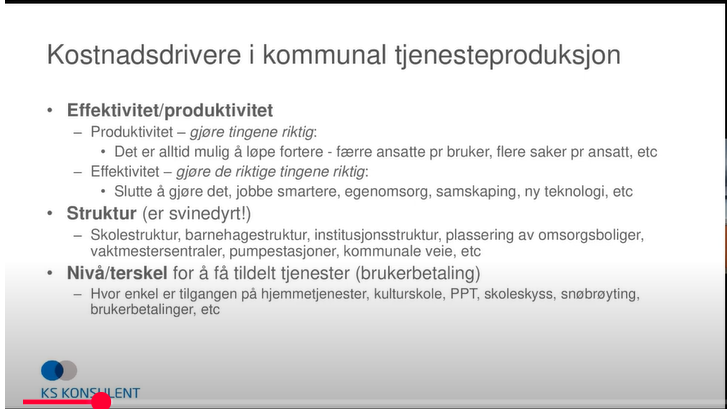 Kostnadsdrivere i kommunal tjenesteproduksjon
• Effektivitet/produktivitet
– Produktivitet – gjøre tingene riktig:
• Det er alltid mulig å løpe fortere - færre ansatte pr bruker, flere saker pr ansatt, etc
– Effektivitet – gjøre de riktige tingene riktig:
• Slutte å gjøre det, jobbe smartere, egenomsorg, samskaping, ny teknologi, etc
• Struktur (er svinedyrt!)
– Skolestruktur, barnehagestruktur, institusjonsstruktur, plassering av omsorgsboliger,
vaktmestersentraler, pumpestasjoner, kommunale veie, etc
• Nivå/terskel for å få tildelt tjenester (brukerbetaling)
– Hvor enkel er tilgangen på hjemmetjenester, kulturskole, PPT, skoleskyss, snøbrøyting,
brukerbetalinger, etc
KS KONSULENT